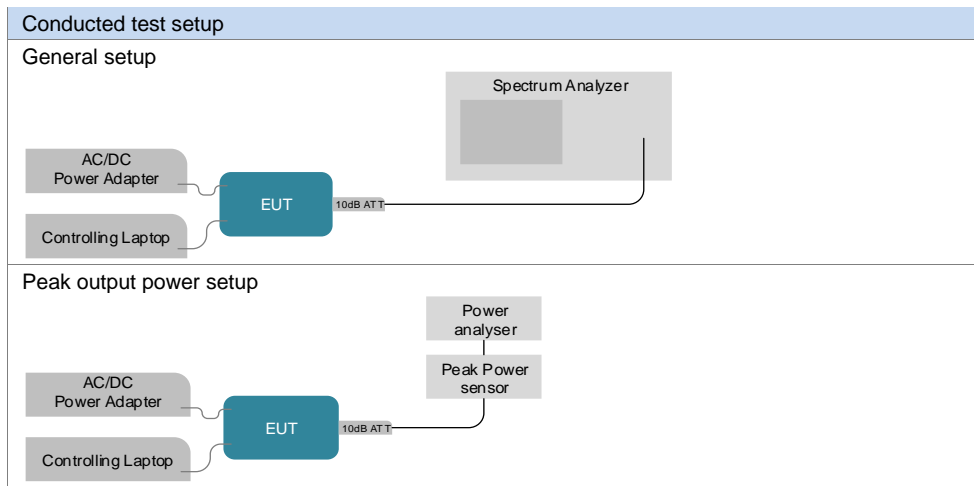 Conducted test setup
General setup
Spectrum Analyzer
AC/DC
Power Adapter
EUT
10dB ATT
Controlling Laptop
Peak output power setup
Power
analyser
Peak Power
sensor
AC/DC
Power Adapter
EUT
10dB ATT
Controlling Laptop